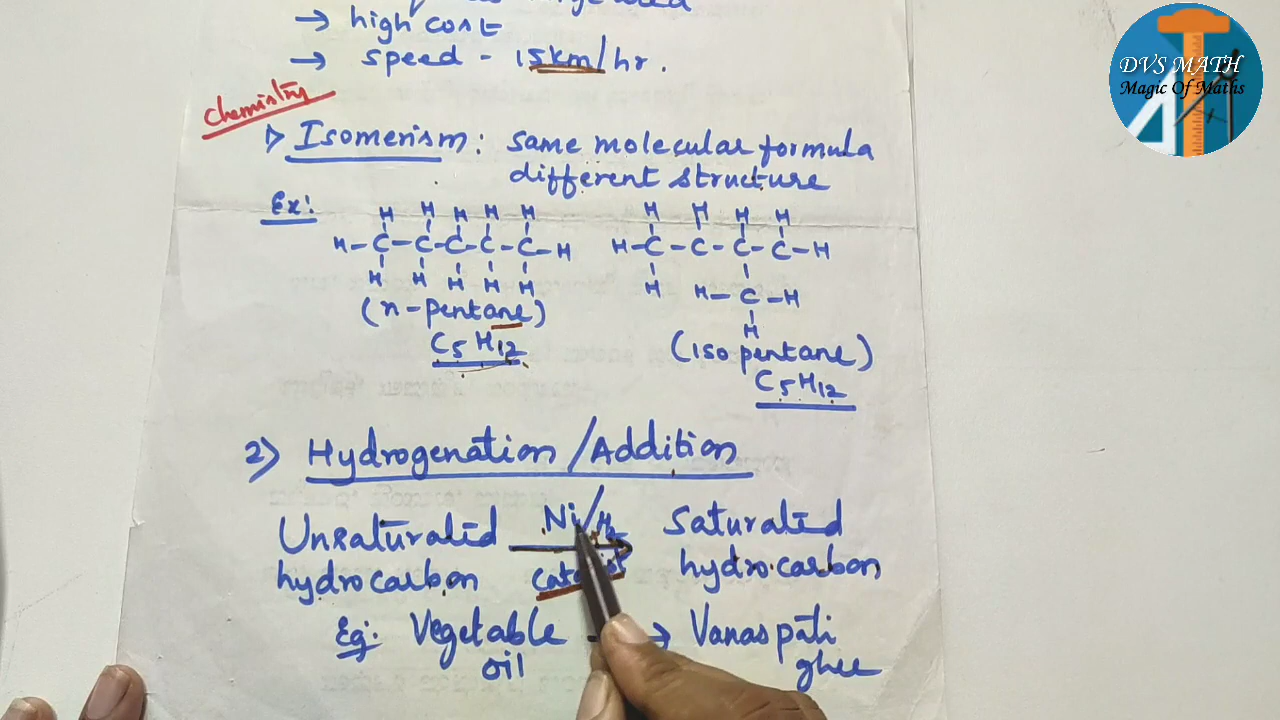 → high cost
→ speed - 15km/hr.
Chemistry
1> Isomerism: same molecular formula
different structure
Ex:
H H H H H
H-C-C-C-C-C-H
H H H H H
(n-pentane)
C5H12
H H H H
H-C-C-C-C-H
H
H-C-H
H
(iso pentane)
C5H12
2> Hydrogenation/Addition
Unsaturated Ni/H2 Saturated
hydrocarbon hydrocarbon
Eg: Vegetable → Vanaspati
oil ghee
DVS MATH
Magic Of Maths